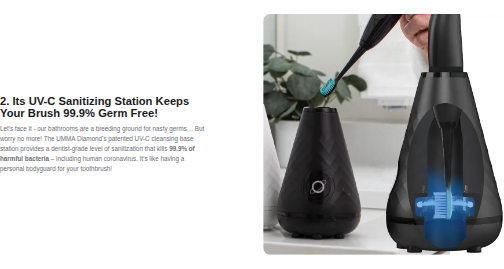 2. Its UV-C Sanitizing Station Keeps
Your Brush 99.9% Germ Free!
Let's face it - our bathrooms are a breeding ground for nasty germs... But
worry no more! The UMMA Diamond's patented UV-C cleansing base
station provides a dentist-grade level of sanitization that kills 99.9% of
harmful bacteria – including human coronavirus. It's like having a
personal bodyguard for your toothbrush!